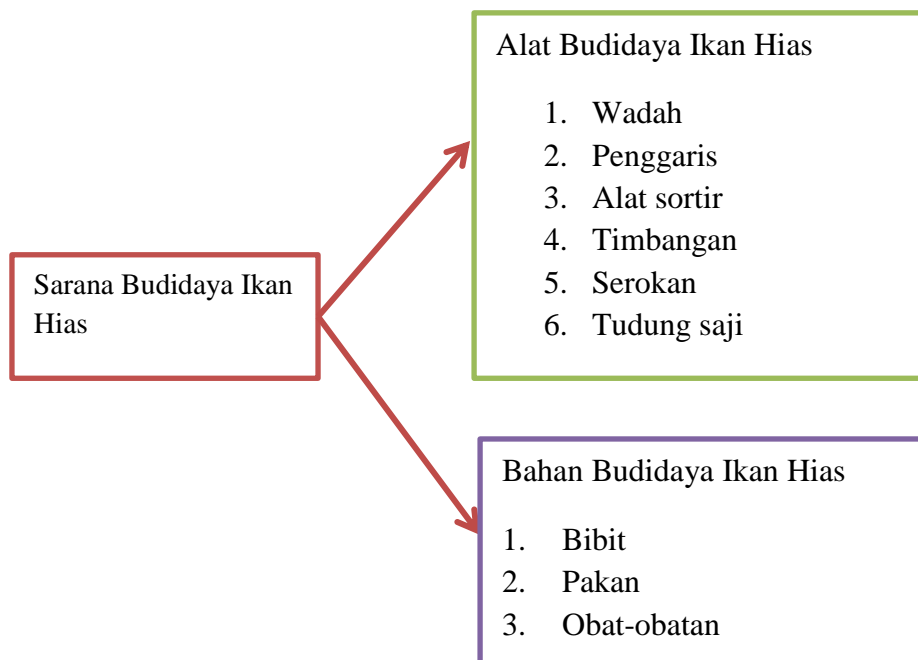 Alat Budidaya Ikan Hias
1. Wadah
2. Penggaris
3. Alat sortir
4. Timbangan
5. Serokan
6. Tudung saji
Sarana Budidaya Ikan
Hias
Bahan Budidaya Ikan Hias
1. Bibit
2. Pakan
3. Obat-obatan